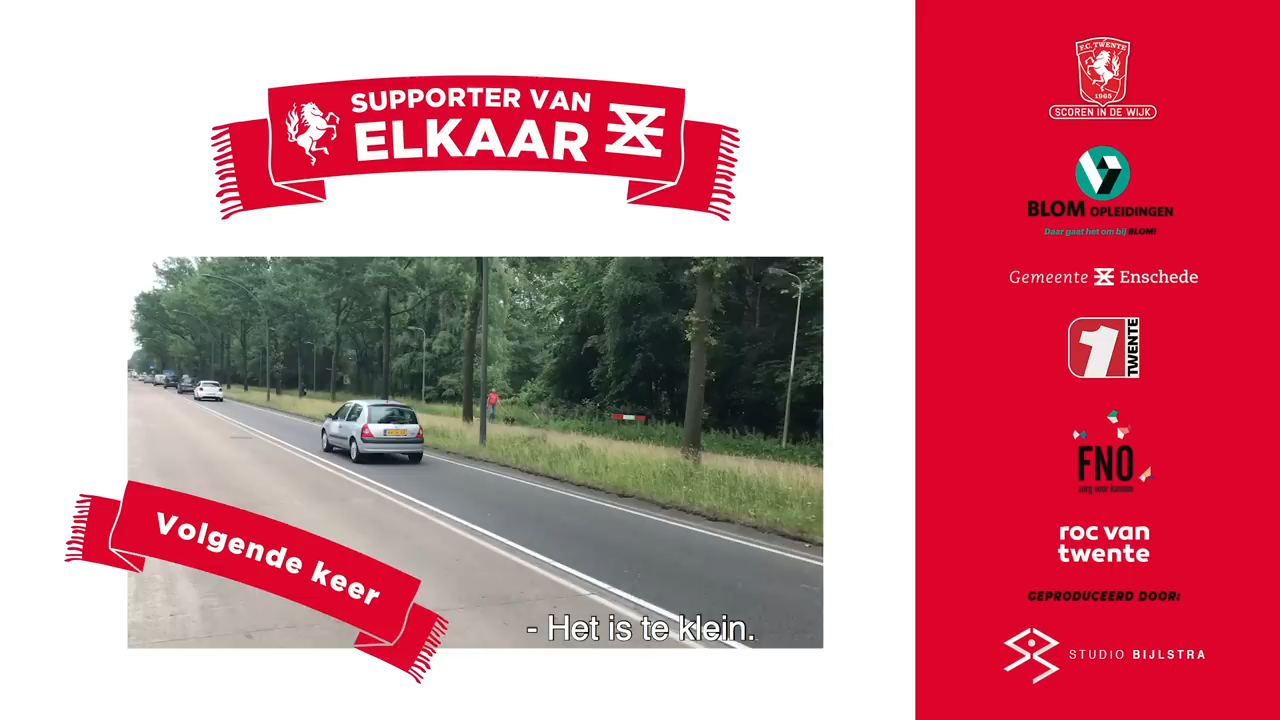 SUPPORTER VAN
ELKAAR
Volgende keer
- Het is te klein.
F.C. TWENTE
1965
SCOREN IN DE WIJK
BLOM OPLEIDINGEN
Daar gaat het om bij BLOM!
Gemeente Enschede
1
TWENTE
FNO
zorg voor kansen
roc van
twente
GEPRODUCEERD DOOR:
STUDIO BIJLSTRA